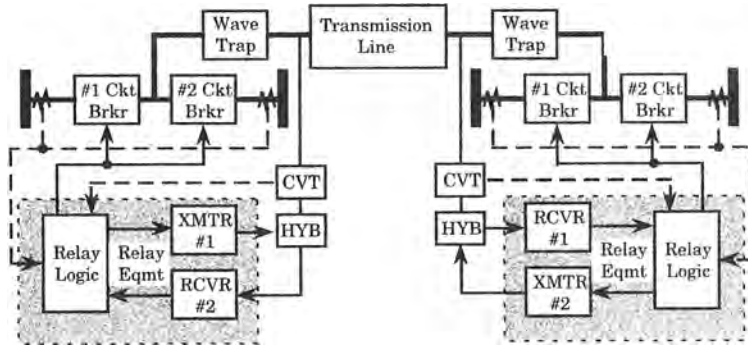 Wave
Trap
Transmission
Line
Wave
Trap
#1 Ckt
Brkr
#2 Ckt
Brkr
#1 Ckt
Brkr
#2 Ckt
Brkr
CVT
CVT
XMTR
#1
HYB
HYB
RCVR
#1
Relay
Logic
Relay
Eqmt
Relay
Eqmt
Relay
Logic
RCVR
#2
XMTR
#2